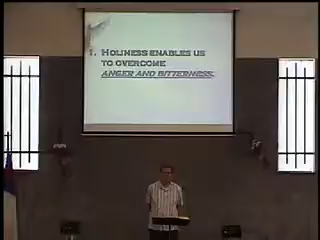 1. HOLINESS ENABLES US
TO OVERCOME
ANGER AND BITTERNESS.